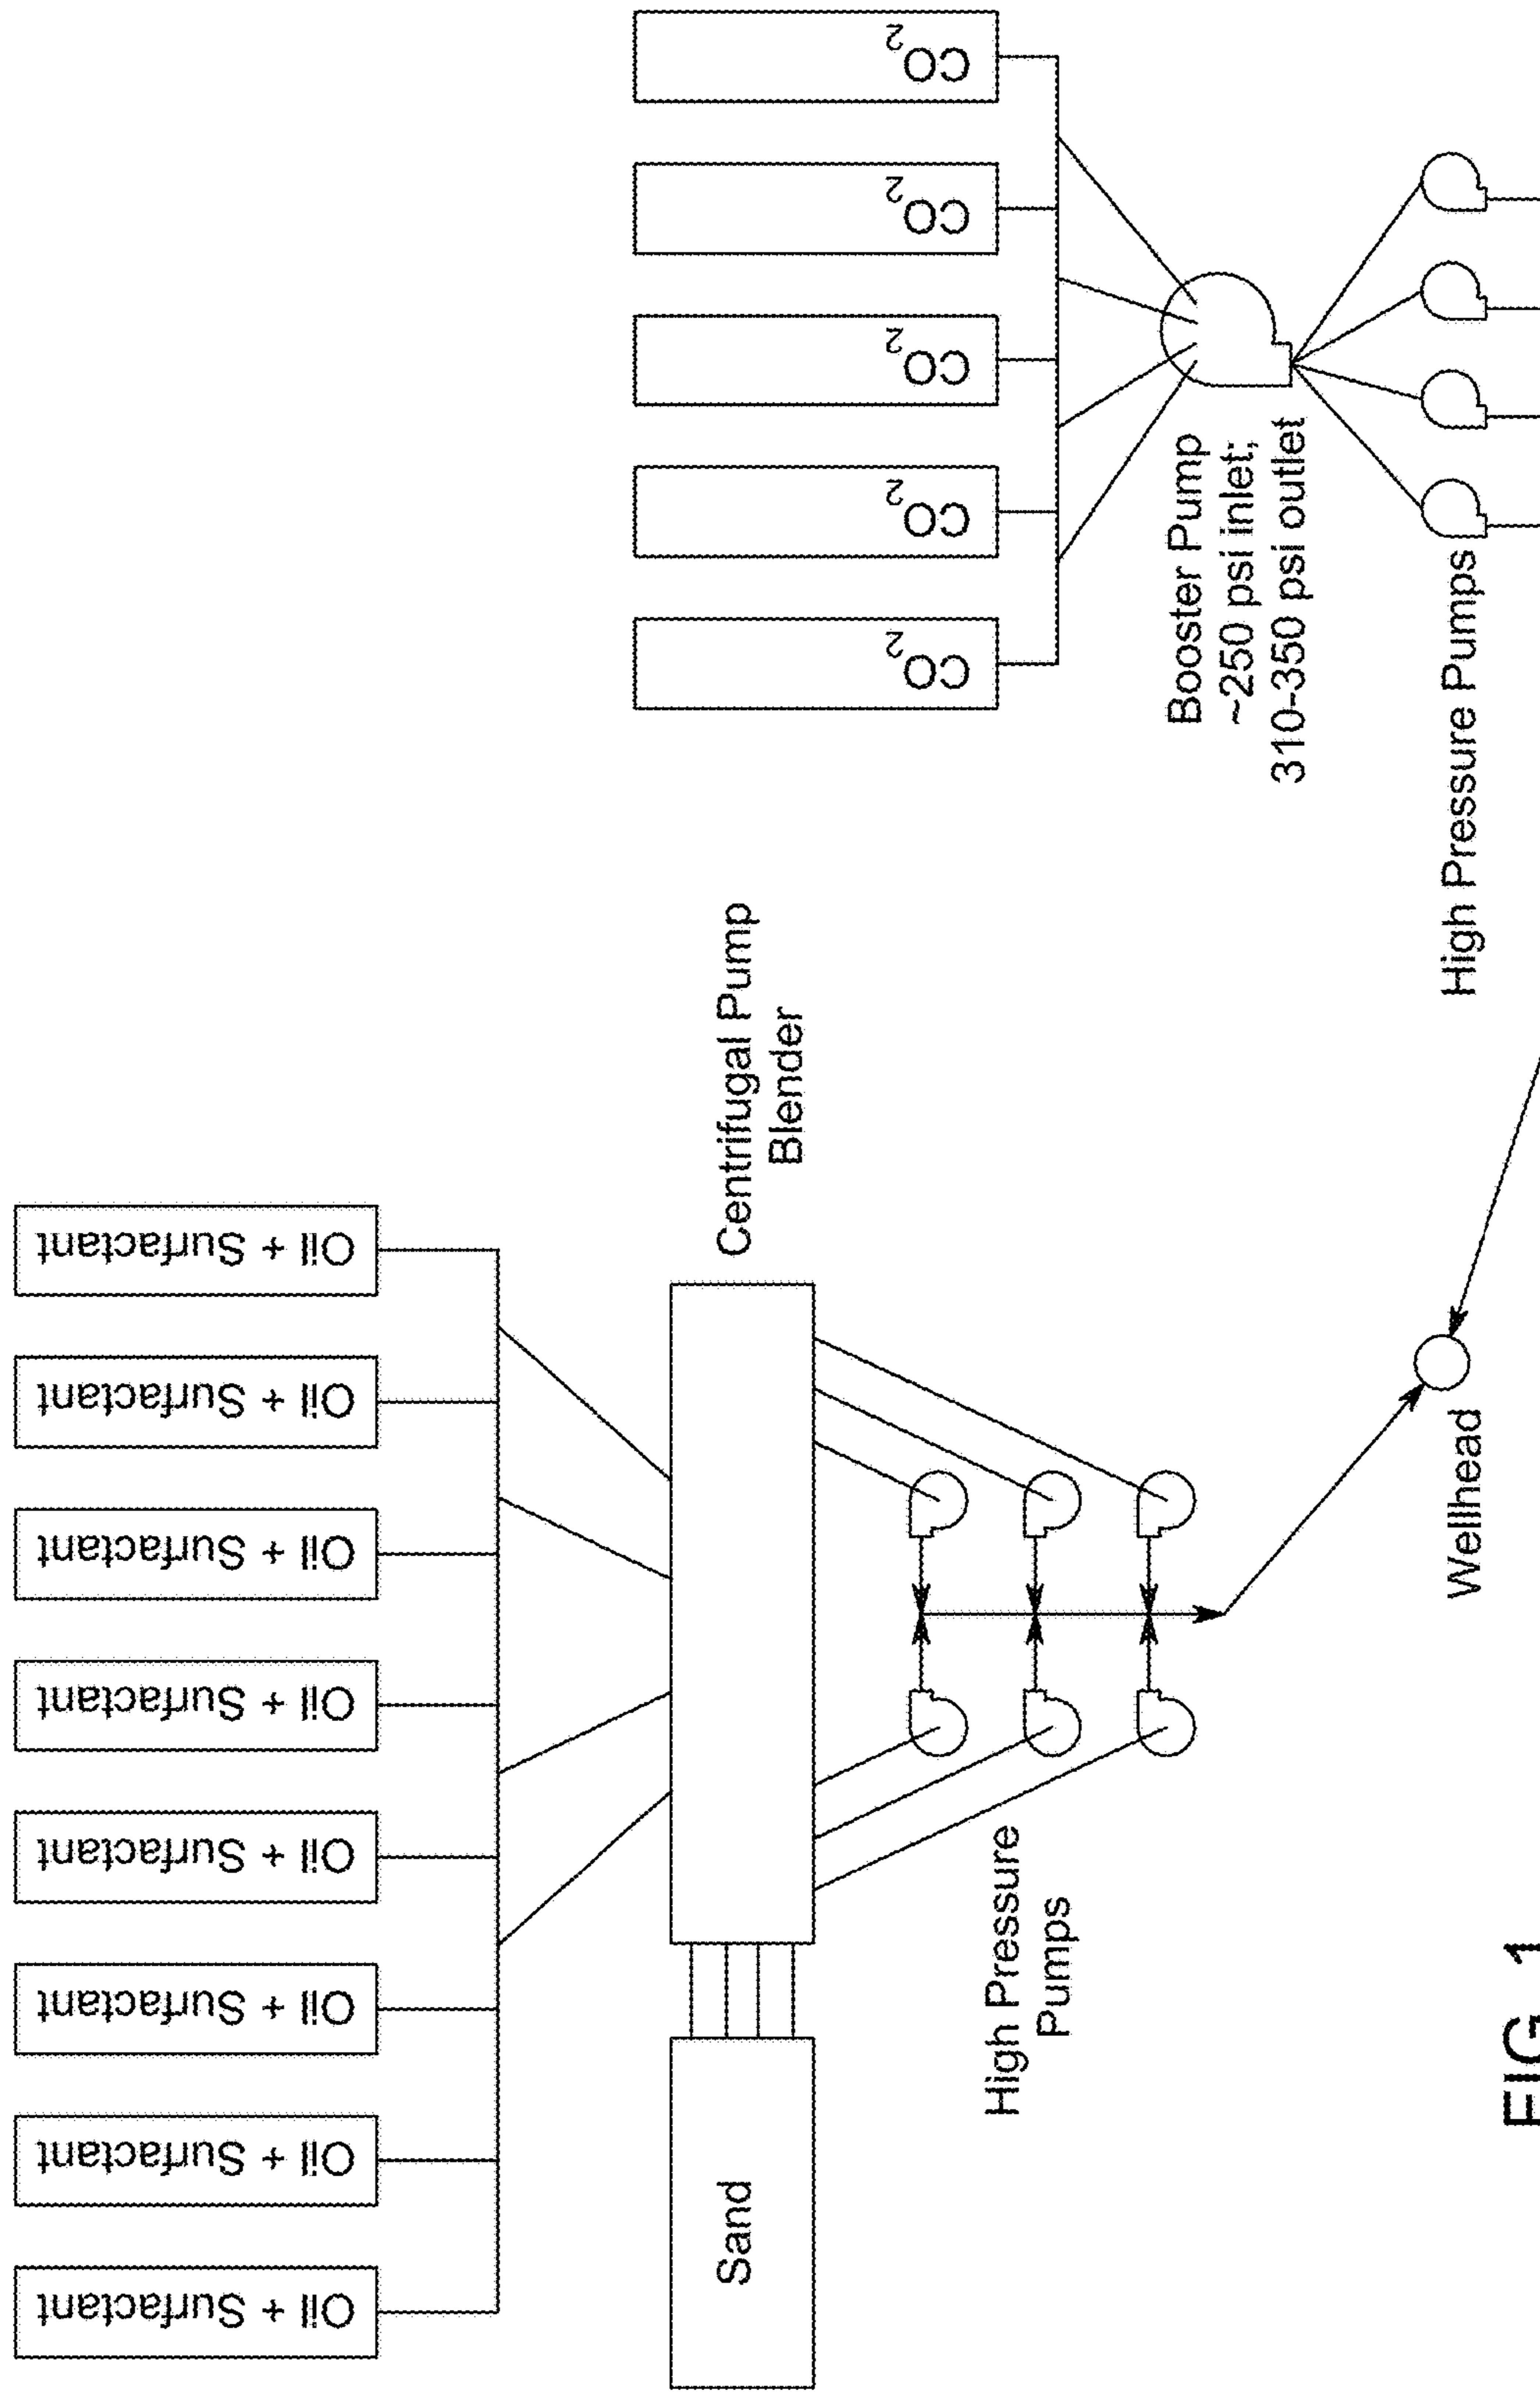 Oil + Surfactant
Oil + Surfactant
Oil + Surfactant
Oil + Surfactant
Oil + Surfactant
Oil + Surfactant
Oil + Surfactant
Oil + Surfactant
Sand
Centrifugal Pump
Blender
High Pressure
Pumps
Wellhead
CO2
CO2
CO2
CO2
CO2
Booster Pump
~250 psi inlet;
310-350 psi outlet
High Pressure Pumps
FIG. 1